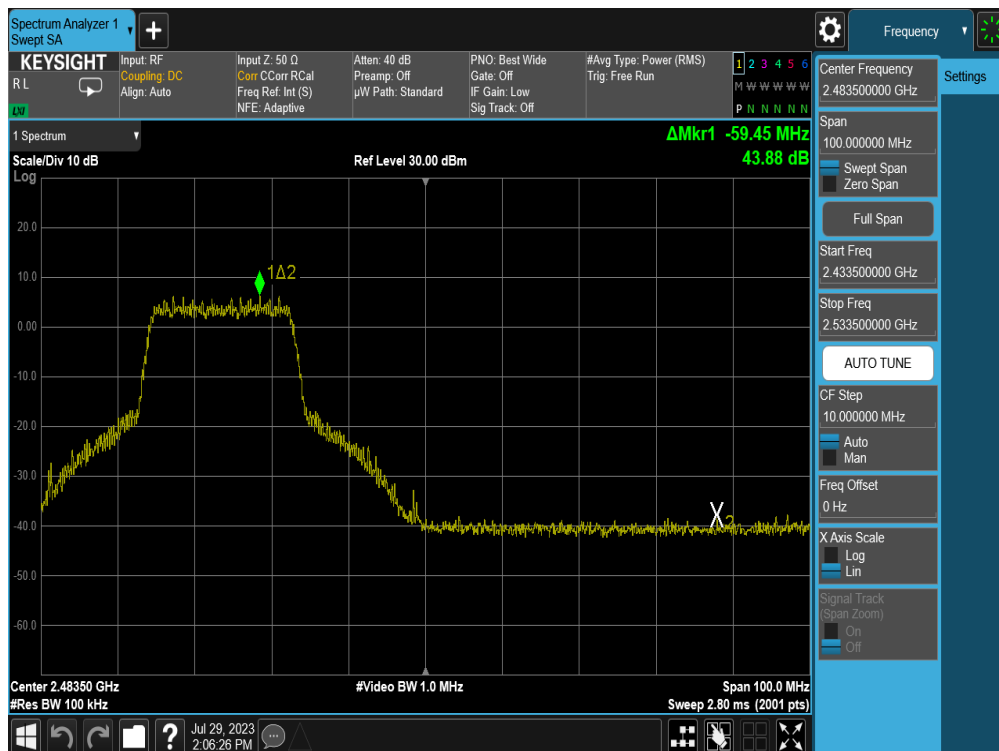 Spectrum Analyzer 1
Swept SA
Frequency
KEYSIGHT
R L
LXI
Input: RF
Coupling: DC
Align: Auto
Input Z: 50 Ω
Corr CCorr RCal
Freq Ref: Int (S)
NFE: Adaptive
Atten: 40 dB
Preamp: Off
µW Path: Standard
PNO: Best Wide
Gate: Off
IF Gain: Low
Sig Track: Off
#Avg Type: Power (RMS)
Trig: Free Run
1 2 3 4 5 6
M W W W W W
P N N N N N
1 Spectrum
ΔMkr1 -59.45 MHz
43.88 dB
Scale/Div 10 dB
Ref Level 30.00 dBm
Log
20.0
10.0
0.00
-10.0
-20.0
-30.0
-40.0
-50.0
-60.0
1Δ2
X2
Center 2.48350 GHz
#Video BW 1.0 MHz
Span 100.0 MHz
#Res BW 100 kHz
Sweep 2.80 ms (2001 pts)
Jul 29, 2023
2:06:26 PM
Center Frequency
2.483500000 GHz
Settings
Span
100.000000 MHz
Swept Span
Zero Span
Full Span
Start Freq
2.433500000 GHz
Stop Freq
2.533500000 GHz
AUTO TUNE
CF Step
10.000000 MHz
Auto
Man
Freq Offset
0 Hz
X Axis Scale
Log
Lin
Signal Track
(Span Zoom)
On
Off